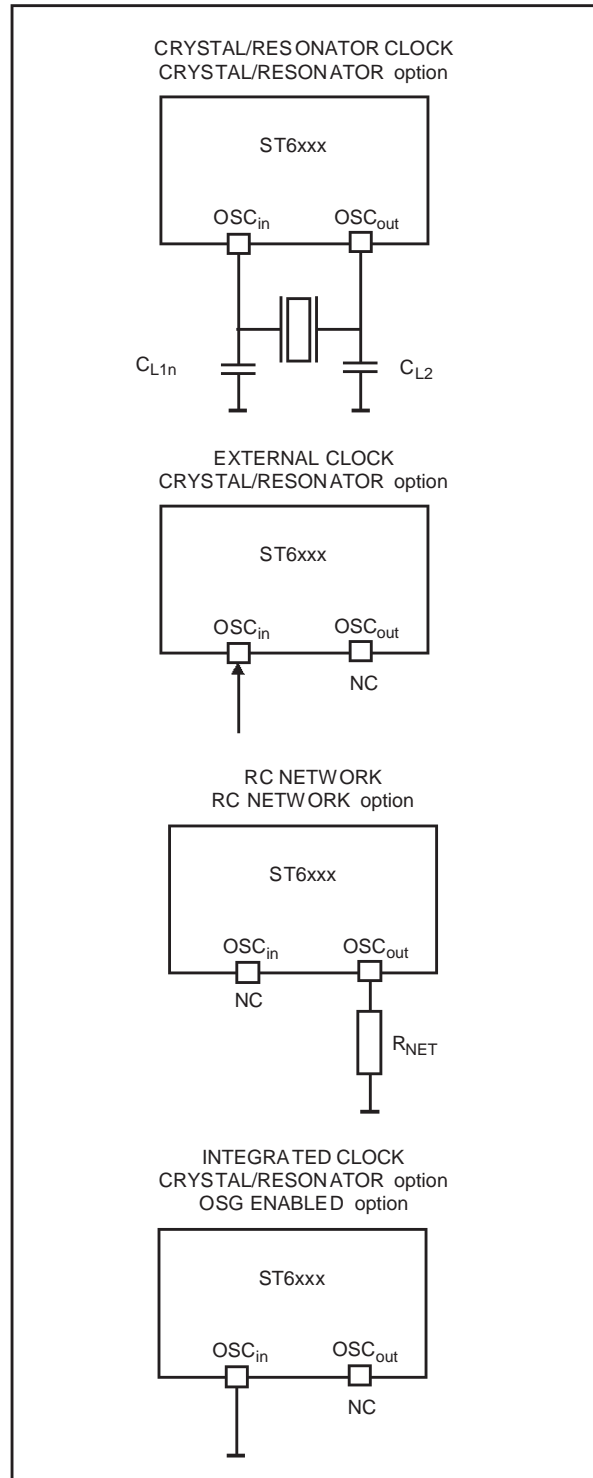 CRYSTAL/RESONATOR CLOCK
CRYSTAL/RESONATOR option
ST6xxx
OSCin OSCout
CL1n CL2
EXTERNAL CLOCK
CRYSTAL/RESONATOR option
ST6xxx
OSCin OSCout
NC
RC NETWORK
RC NETWORK option
ST6xxx
OSCin OSCout
NC
RNET
INTEGRATED CLOCK
CRYSTAL/RESONATOR option
OSG ENABLED option
ST6xxx
OSCin OSCout
NC